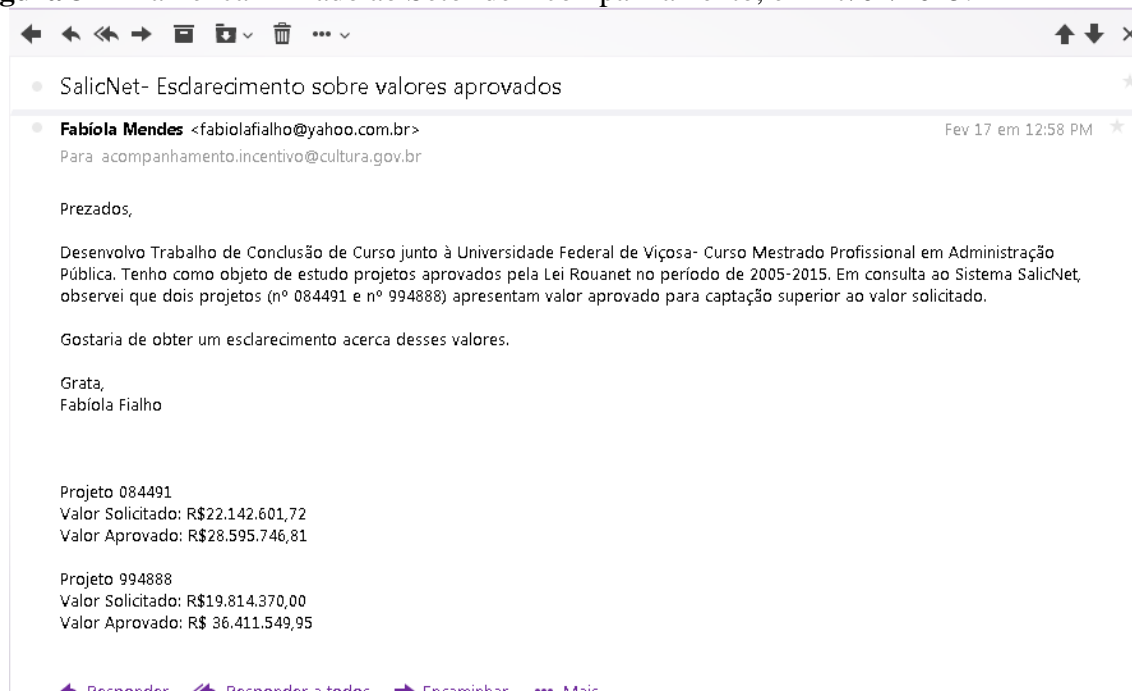 SalicNet- Esclarecimento sobre valores aprovados
Fabíola Mendes <fabiolafialho@yahoo.com.br>
Fev 17 em 12:58 PM
Para acompanhamento.incentivo@cultura.gov.br
Prezados,
Desenvolvo Trabalho de Conclusão de Curso junto à Universidade Federal de Viçosa- Curso Mestrado Profissional em Administração
Pública. Tenho como objeto de estudo projetos aprovados pela Lei Rouanet no período de 2005-2015. Em consulta ao Sistema SalicNet,
observei que dois projetos (nº 084491 e nº 994888) apresentam valor aprovado para captação superior ao valor solicitado.
Gostaria de obter um esclarecimento acerca desses valores.
Grata,
Fabíola Fialho
Projeto 084491
Valor Solicitado: R$22.142.601,72
Valor Aprovado: R$28.595.746,81
Projeto 994888
Valor Solicitado: R$19.814.370,00
Valor Aprovado: R$ 36.411.549,95
Responder Responder a todos Encaminhar Mais